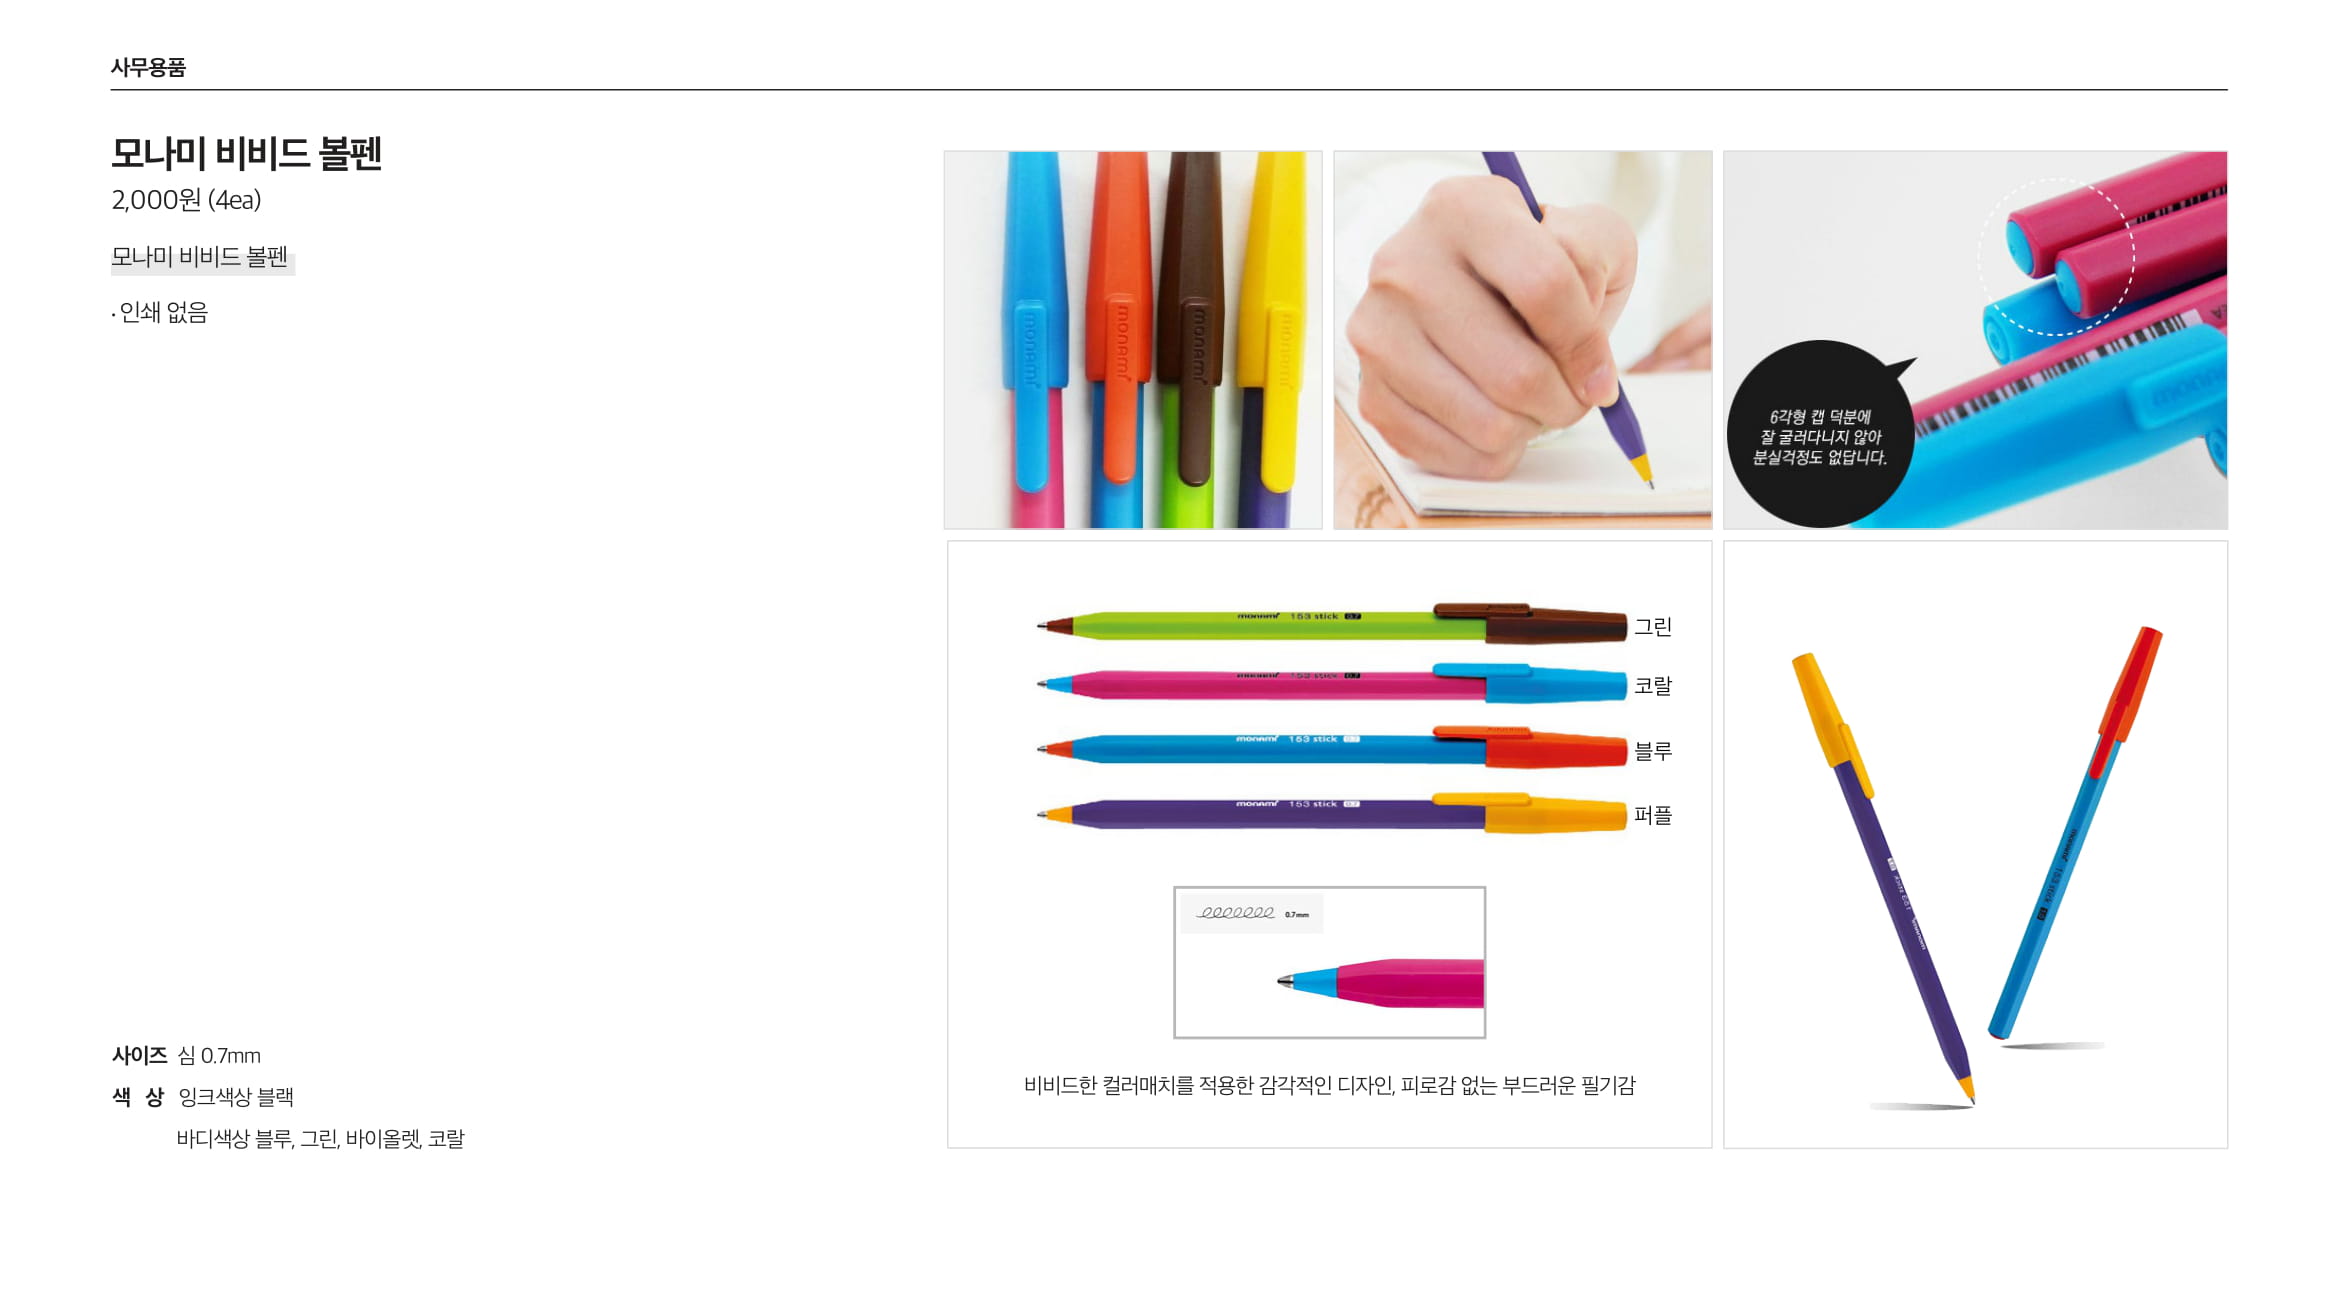 사무용품
모나미 비비드 볼펜
2,000원 (4ea)
모나미 비비드 볼펜
· 인쇄 없음
사이즈 심 0.7mm
색 상 잉크색상 블랙
바디색상 블루, 그린, 바이올렛, 코랄
monami
monami
monami
monami
6각형 캡 덕분에
잘 굴러다니지 않아
분실걱정도 없답니다.
monami 153 stick 0.7
그린
monami 153 stick 0.7
코랄
monami 153 stick 0.7
블루
monami 153 stick 0.7
퍼플
0.7mm
비비드한 컬러매치를 적용한 감각적인 디자인, 피로감 없는 부드러운 필기감
monami 153 stick
monami 153 stick